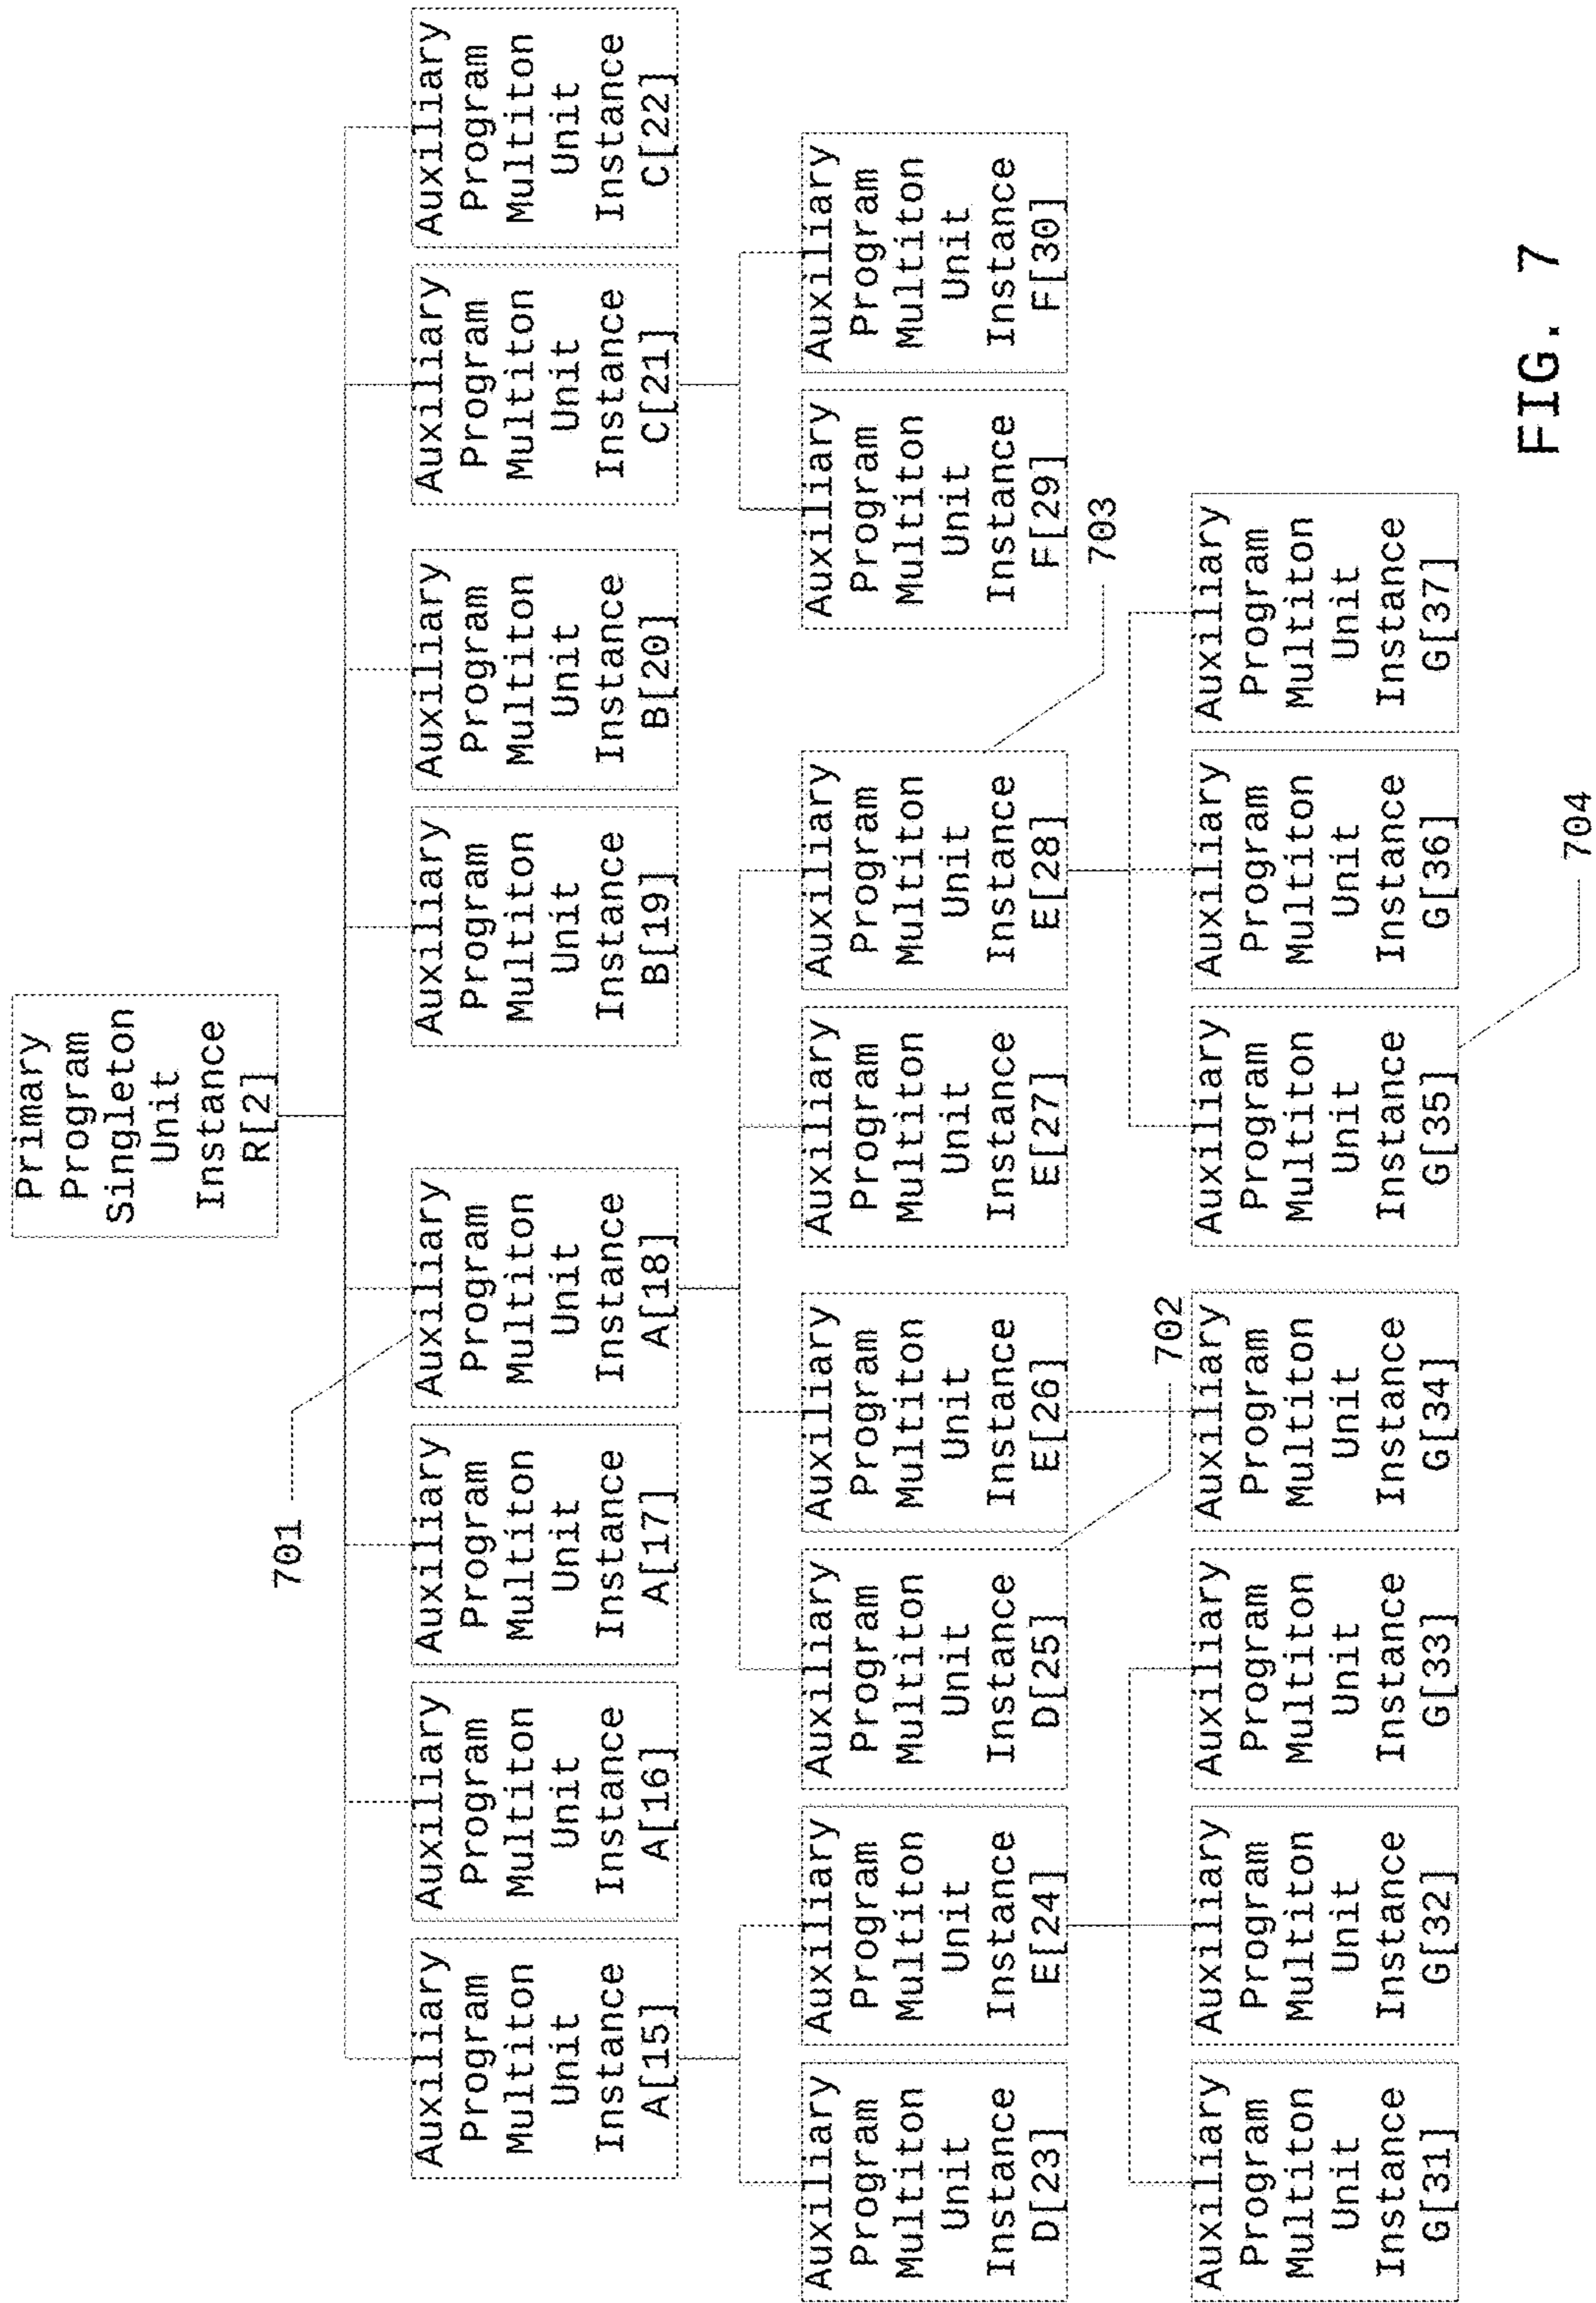 Primary
Program
Singleton
Unit
Instance
R[2]
701
Auxiliary
Program
Multiton
Unit
Instance
A[15]
Auxiliary
Program
Multiton
Unit
Instance
A[16]
Auxiliary
Program
Multiton
Unit
Instance
A[17]
Auxiliary
Program
Multiton
Unit
Instance
A[18]
Auxiliary
Program
Multiton
Unit
Instance
B[19]
Auxiliary
Program
Multiton
Unit
Instance
B[20]
Auxiliary
Program
Multiton
Unit
Instance
C[21]
Auxiliary
Program
Multiton
Unit
Instance
C[22]
Auxiliary
Program
Multiton
Unit
Instance
D[23]
Auxiliary
Program
Multiton
Unit
Instance
E[24]
Auxiliary
Program
Multiton
Unit
Instance
D[25]
Auxiliary
Program
Multiton
Unit
Instance
E[26]
Auxiliary
Program
Multiton
Unit
Instance
E[27]
Auxiliary
Program
Multiton
Unit
Instance
E[28]
Auxiliary
Program
Multiton
Unit
Instance
F[29]
Auxiliary
Program
Multiton
Unit
Instance
F[30]
702
703
Auxiliary
Program
Multiton
Unit
Instance
G[31]
Auxiliary
Program
Multiton
Unit
Instance
G[32]
Auxiliary
Program
Multiton
Unit
Instance
G[33]
Auxiliary
Program
Multiton
Unit
Instance
G[34]
Auxiliary
Program
Multiton
Unit
Instance
G[35]
Auxiliary
Program
Multiton
Unit
Instance
G[36]
Auxiliary
Program
Multiton
Unit
Instance
G[37]
704
FIG. 7